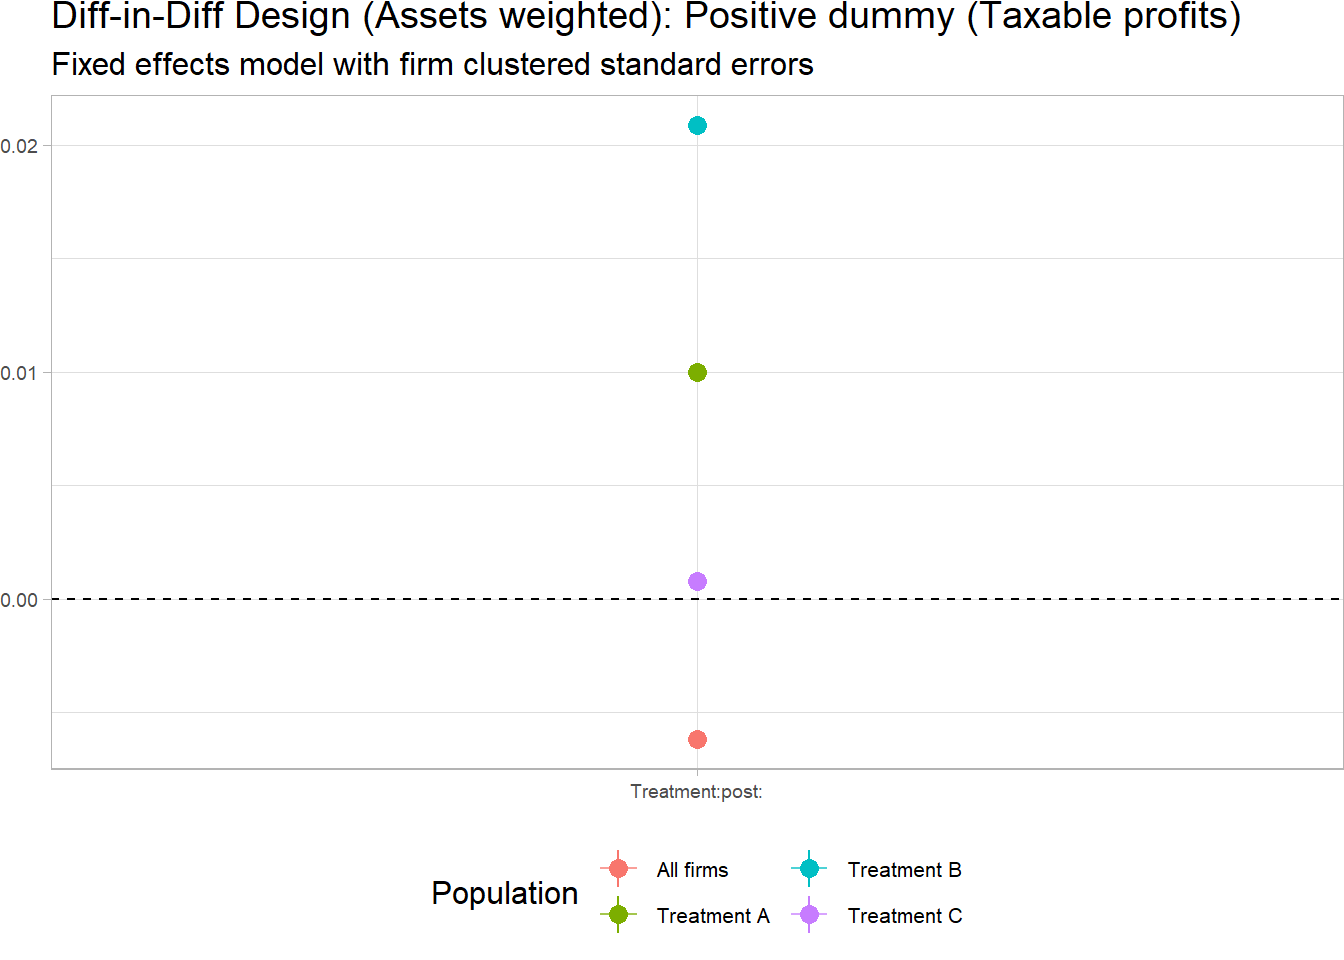 Diff-in-Diff Design (Assets weighted): Positive dummy (Taxable profits)
Fixed effects model with firm clustered standard errors
0.02
0.01
0.00
Treatment:post:
Population
All firms
Treatment B
Treatment A
Treatment C